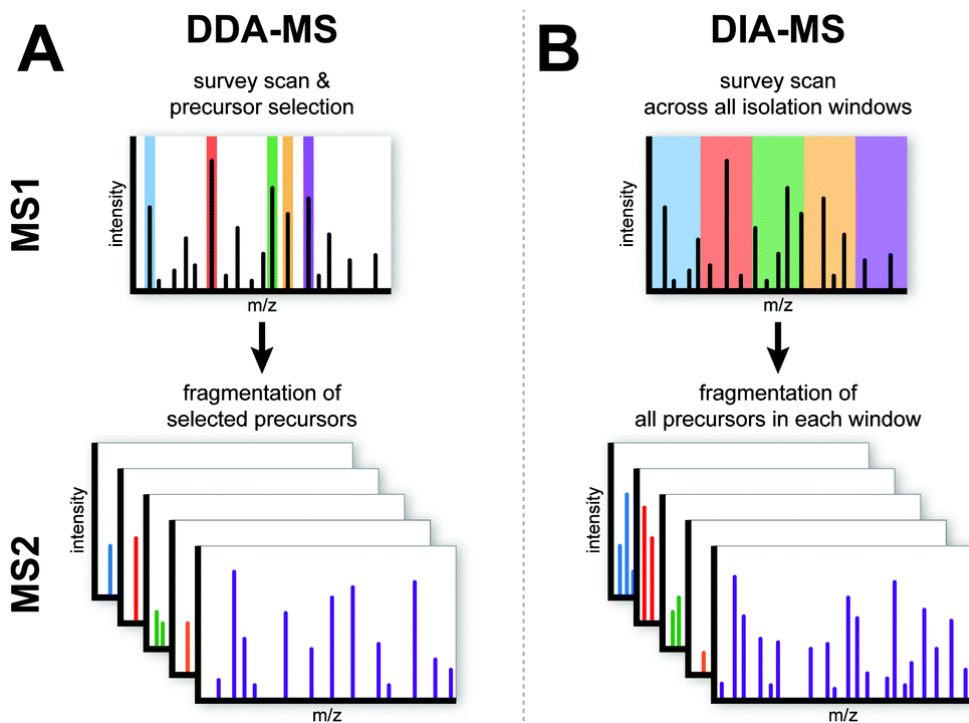 A
DDA-MS
survey scan &
precursor selection
MS1
intensity
m/z
fragmentation of
selected precursors
MS2
intensity
m/z
B
DIA-MS
survey scan
across all isolation windows
intensity
m/z
fragmentation of
all precursors in each window
intensity
m/z